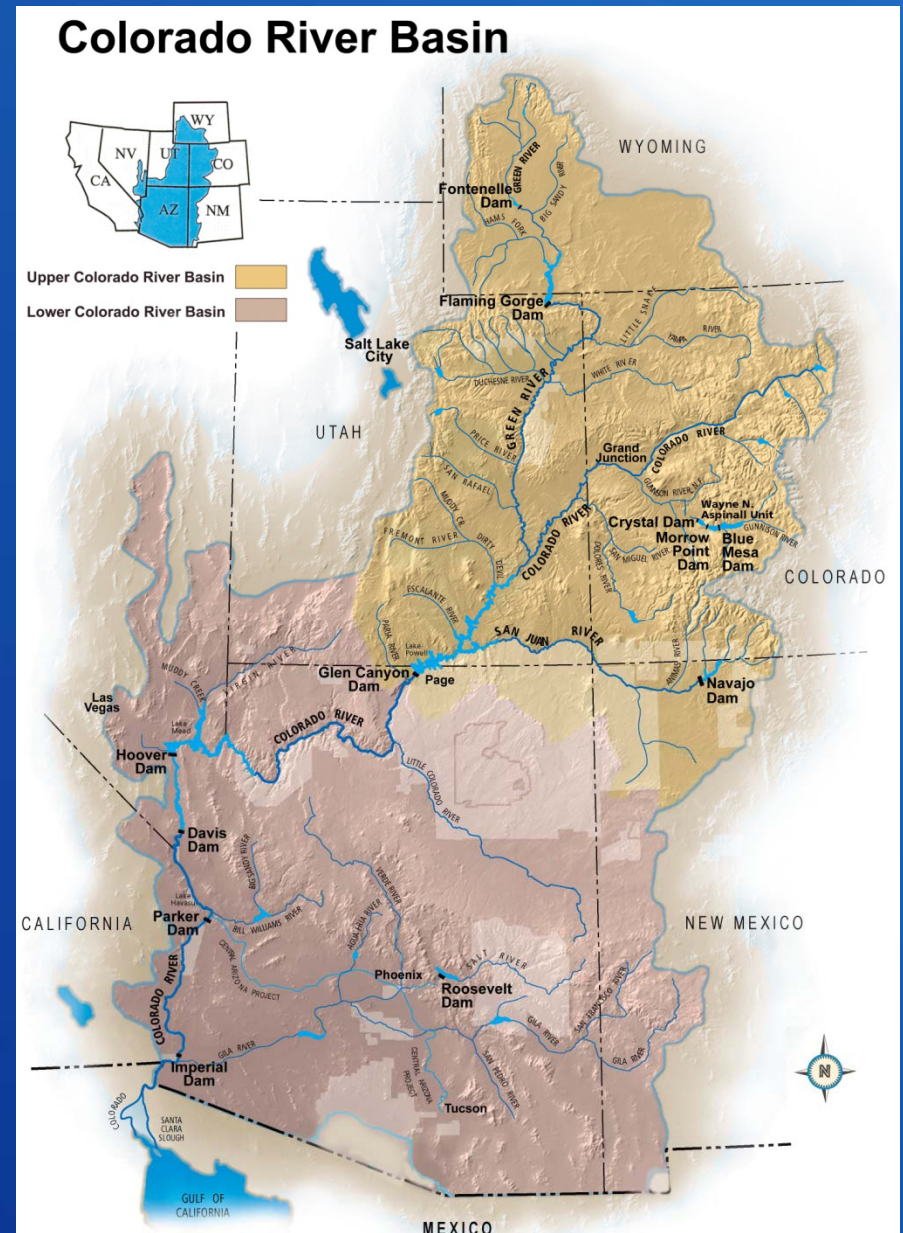 Colorado River Basin
WY
NV
UT
CO
CA
AZ
NM
Upper Colorado River Basin
Lower Colorado River Basin
WYOMING
GREEN RIVER
Fontenelle
Dam
BIG SANDY RIVER
HAMS FORK
Flaming Gorge
Dam
LITTLE SNAKE
YAMPA RIVER
Salt Lake
City
DUCHESNE RIVER
WHITE RIVER
GREEN RIVER
UTAH
PRICE RIVER
Grand
Junction
COLORADO RIVER
SAN RAFAEL
GUNNISON RIVER, N.F.
MUDDY CR.
Wayne N.
Aspinall Unit
Crystal Dam
GUNNISON RIVER
Morrow
Point
Dam
Blue
Mesa
Dam
FREMONT RIVER
DIRTY
DEVIL
COLORADO RIVER
DOLORES RIVER
SAN MIGUEL RIVER
COLORADO
ESCALANTE RIVER
PARIA RIVER
SAN JUAN RIVER
Lake
Powell
ANIMAS RIVER
Glen Canyon
Dam
Page
Navajo
Dam
MUDDY CREEK
VIRGIN RIVER
Las
Vegas
Lake
Mead
COLORADO RIVER
Hoover
Dam
LITTLE COLORADO
RIVER
Davis
Dam
BIG SANDY RIVER
VERDE RIVER
Lake
Havasu
CALIFORNIA
Parker
Dam
BILL WILLIAMS RIVER
AGUA FRIA RIVER
NEW MEXICO
CENTRAL ARIZONA PROJECT
Phoenix
SALT RIVER
Roosevelt
Dam
COLORADO RIVER
SAN FRANCISCO RIVER
GILA RIVER
GILA RIVER
GILA RIVER
Imperial
Dam
CENTRAL ARIZONA
PROJECT
SAN PEDRO RIVER
N
Tucson
COLORADO
SANTA
CLARA
SLOUGH
GULF OF
CALIFORNIA
MEXICO